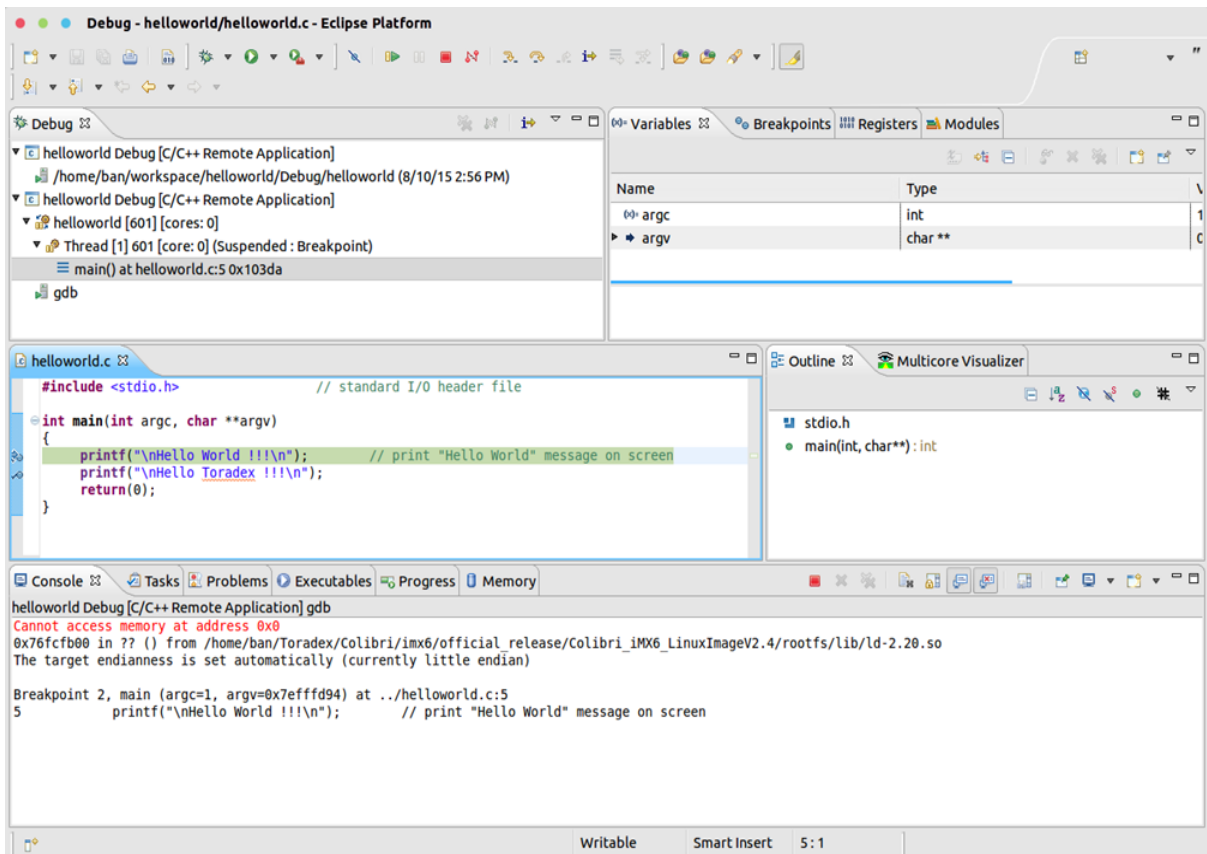 Debug - helloworld/helloworld.c - Eclipse Platform
Debug
helloworld Debug [C/C++ Remote Application]
/home/ban/workspace/helloworld/Debug/helloworld (8/10/15 2:56 PM)
helloworld Debug [C/C++ Remote Application]
helloworld [601] [cores: 0]
Thread [1] 601 [core: 0] (Suspended : Breakpoint)
main() at helloworld.c:5 0x103da
gdb
(x)= Variables Breakpoints Registers Modules
Name Type
(x)= argc int 1
argv char ** 0
helloworld.c
#include <stdio.h> // standard I/O header file
int main(int argc, char **argv)
{
printf("\nHello World !!!\n"); // print "Hello World" message on screen
printf("\nHello Toradex !!!\n");
return(0);
}
Outline Multicore Visualizer
stdio.h
main(int, char**) : int
Console Tasks Problems Executables Progress Memory
helloworld Debug [C/C++ Remote Application] gdb
Cannot access memory at address 0x0
0x76fcfb00 in ?? () from /home/ban/Toradex/Colibri/imx6/official_release/Colibri_iMX6_LinuxImageV2.4/rootfs/lib/ld-2.20.so
The target endianness is set automatically (currently little endian)
Breakpoint 2, main (argc=1, argv=0x7efffd94) at ../helloworld.c:5
5 printf("\nHello World !!!\n"); // print "Hello World" message on screen
Writable Smart Insert 5 : 1